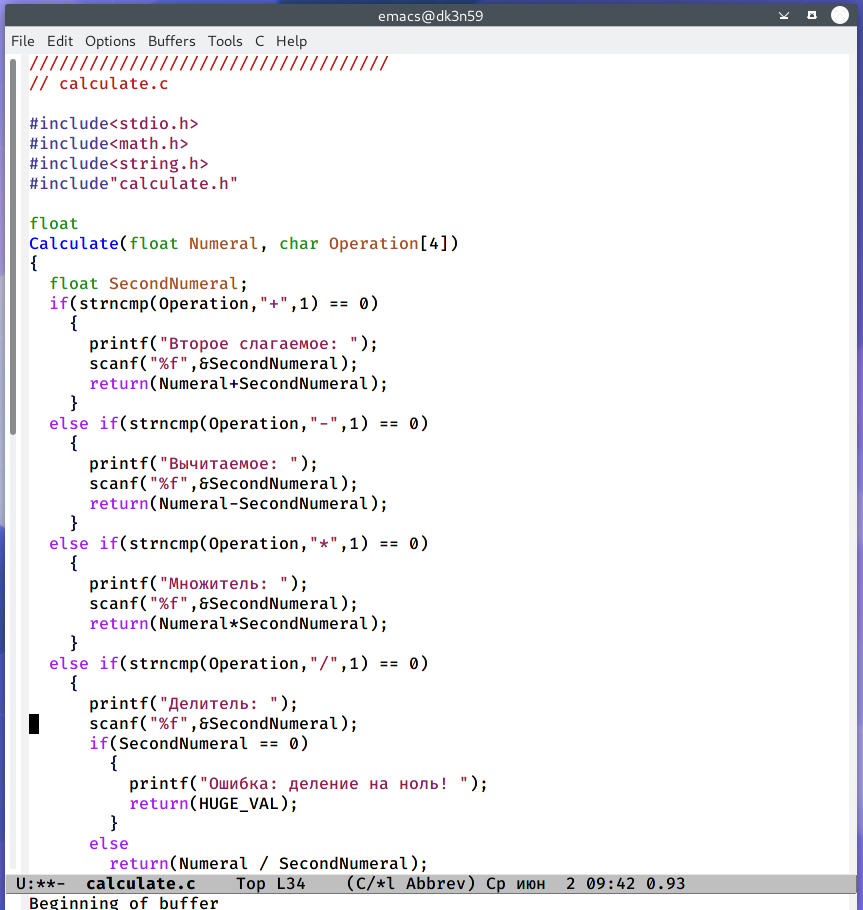 emacs@dk3n59
File Edit Options Buffers Tools C Help
////////////////////////////////////
// calculate.c
#include<stdio.h>
#include<math.h>
#include<string.h>
#include"calculate.h"
float
Calculate(float Numeral, char Operation[4])
{
  float SecondNumeral;
  if(strncmp(Operation,"+",1) == 0)
    {
      printf("Второе слагаемое: ");
      scanf("%f",&SecondNumeral);
      return(Numeral+SecondNumeral);
    }
  else if(strncmp(Operation,"-",1) == 0)
    {
      printf("Вычитаемое: ");
      scanf("%f",&SecondNumeral);
      return(Numeral-SecondNumeral);
    }
  else if(strncmp(Operation,"*",1) == 0)
    {
      printf("Множитель: ");
      scanf("%f",&SecondNumeral);
      return(Numeral*SecondNumeral);
    }
  else if(strncmp(Operation,"/",1) == 0)
    {
      printf("Делитель: ");
      scanf("%f",&SecondNumeral);
      if(SecondNumeral == 0)
        {
          printf("Ошибка: деление на ноль! ");
          return(HUGE_VAL);
        }
      else
        return(Numeral / SecondNumeral);
U:**-  calculate.c    Top L34    (C/*l Abbrev) Ср июн  2 09:42 0.93
Beginning of buffer